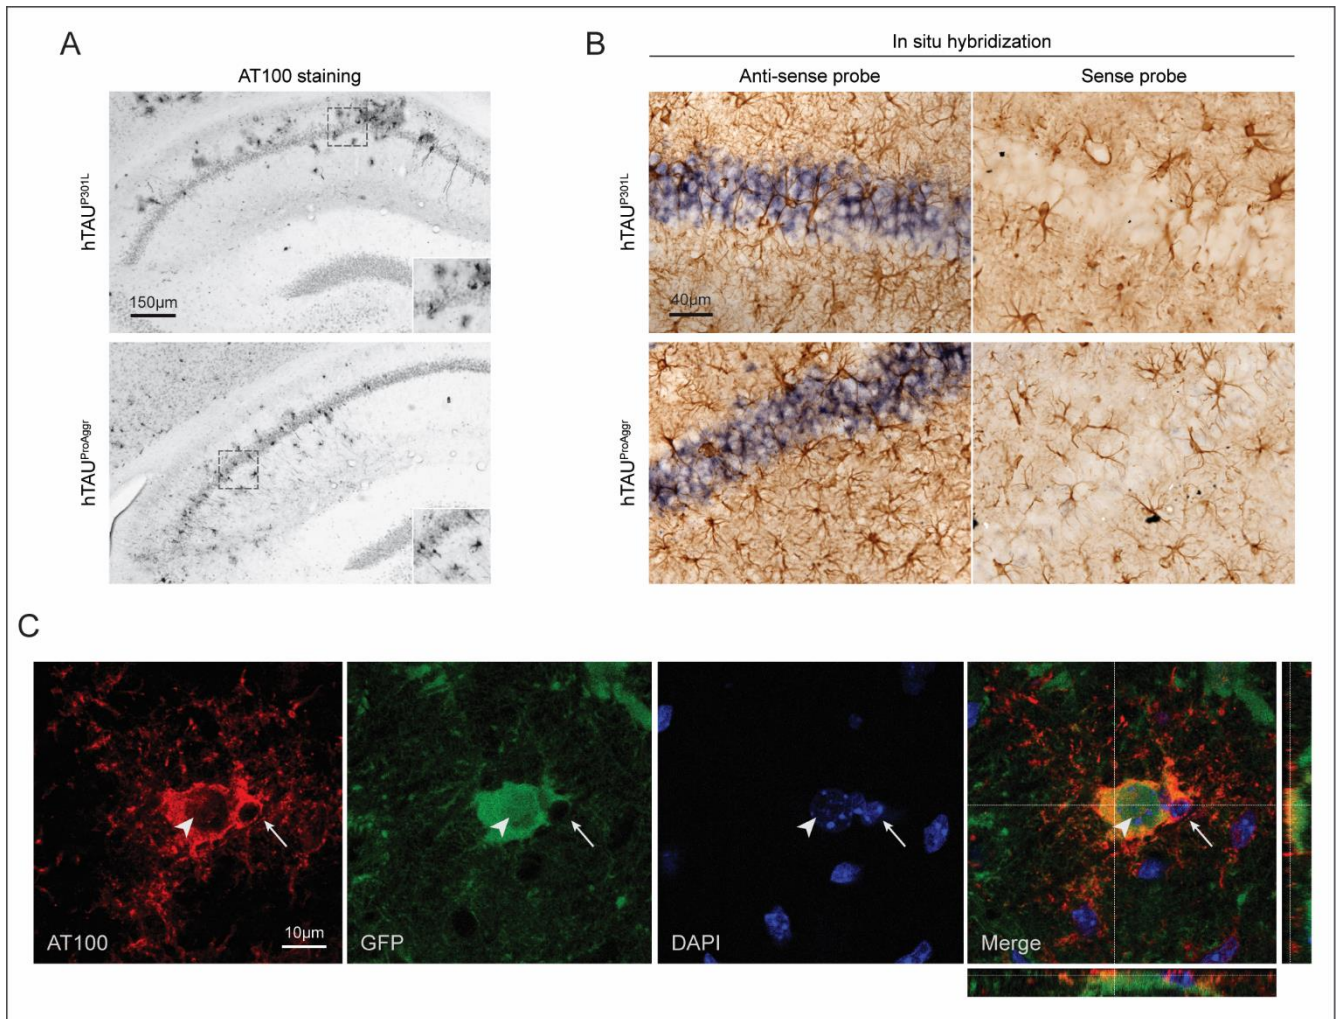 A
AT100 staining
hTAUP301L
150µm
hTAUProAggr
B
In situ hybridization
Anti-sense probe
Sense probe
hTAUP301L
40µm
hTAUProAggr
C
AT100
10µm
GFP
DAPI
Merge